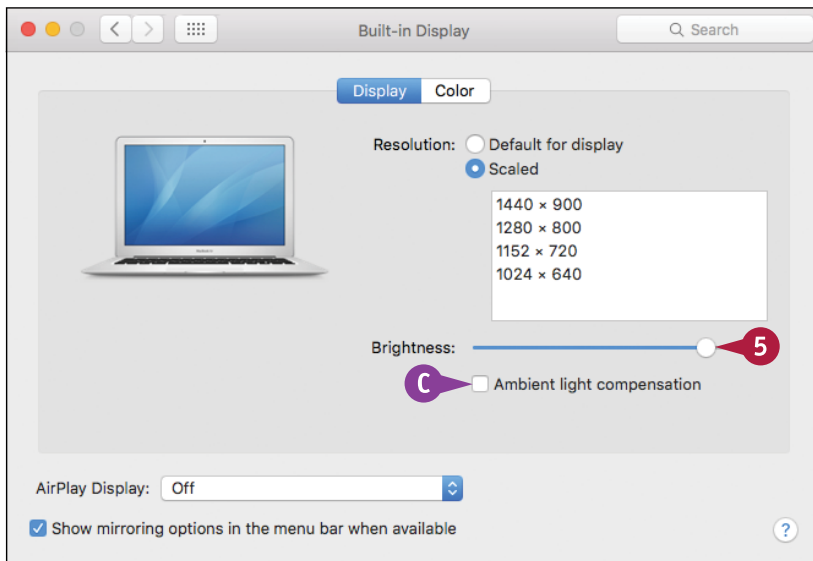 Built-in Display
Search
Display Color
Resolution: Default for display
Scaled
1440 × 900
1280 × 800
1152 × 720
1024 × 640
Brightness: 5
C Ambient light compensation
AirPlay Display: Off
Show mirroring options in the menu bar when available
?